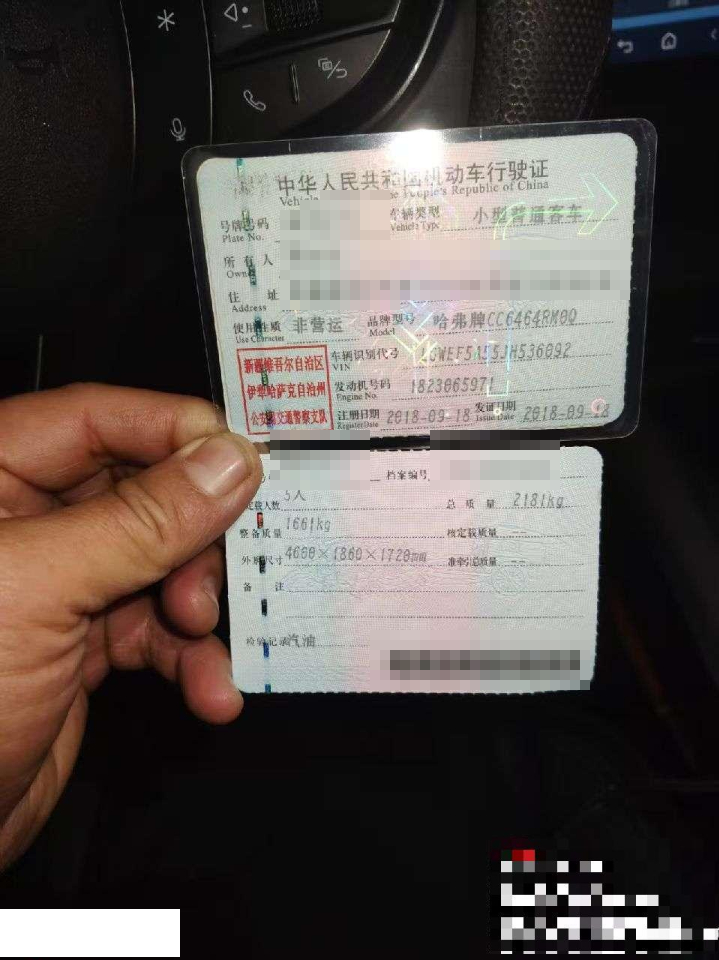 中华人民共和国机动车行驶证
Vehicle the People's Republic of China
号牌号码 车辆类型 小型普通客车
Plate No. Vehicle Type
所有人
Owner
住址
Address
使用性质 非营运 品牌型号 哈弗牌CC6464RM0Q
Use Character Model
新疆维吾尔自治区 车辆识别代号
VIN
伊犁哈萨克自治州 发动机号码 1823065971
Engine No.
公安局交通警察支队 注册日期 2018-09-18 发证日期 2018-09-18
Register Date Issue Date
档案编号
定载人数 5人 总质量 2181kg
整备质量 1661kg 核定载质量 --
外廓尺寸 4600×1860×1720mm 准牵引总质量 --
备注
检验记录 汽油